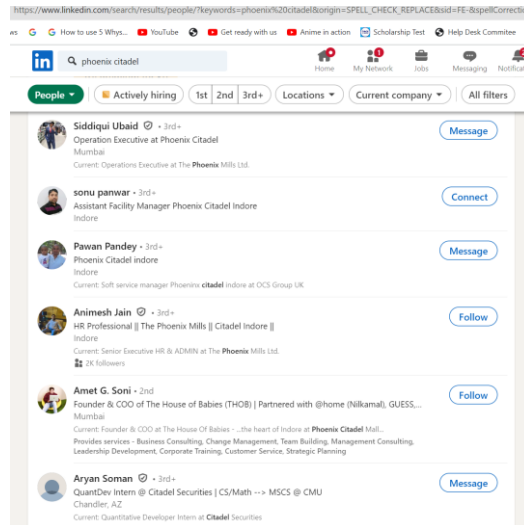 https://www.linkedin.com/search/results/people/?keywords=phoenix%20citadel&origin=SPELL_CHECK_REPLACE&sid=FE-&spellCorrectic
ws G G How to use 5 Whys... YouTube Get ready with us Anime in action Scholarship Test Help Desk Commitee
in phoenix citadel
Home My Network Jobs Messaging Notificat
People Actively hiring 1st 2nd 3rd+ Locations Current company All filters
Siddiqui Ubaid • 3rd+
Operation Executive at Phoenix Citadel
Mumbai
Current: Operations Executive at The Phoenix Mills Ltd.
Message
sonu panwar • 3rd+
Assistant Facility Manager Phoenix Citadel Indore
Indore
Connect
Pawan Pandey • 3rd+
Phoenix Citadel indore
Indore
Current: Soft service manager Phoeninx citadel indore at OCS Group UK
Message
Animesh Jain • 3rd+
HR Professional || The Phoenix Mills || Citadel Indore ||
Indore
Current: Senior Executive HR & ADMIN at The Phoenix Mills Ltd.
2K followers
Follow
Amet G. Soni • 2nd
Founder & COO of The House of Babies (THOB) | Partnered with @home (Nilkamal), GUESS,...
Mumbai
Current: Founder & COO at The House Of Babies - ...the heart of Indore at Phoenix Citadel Mall...
Provides services - Business Consulting, Change Management, Team Building, Management Consulting,
Leadership Development, Corporate Training, Customer Service, Strategic Planning
Follow
Aryan Soman • 3rd+
QuantDev Intern @ Citadel Securities | CS/Math --> MSCS @ CMU
Chandler, AZ
Current: Quantitative Developer Intern at Citadel Securities
Message